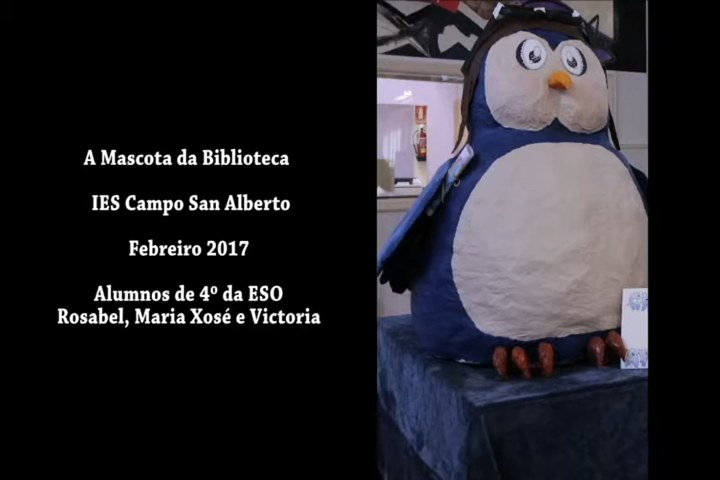 A Mascota da Biblioteca
IES Campo San Alberto
Febreiro 2017
Alumnos de 4º da ESO
Rosabel, Maria Xosé e Victoria